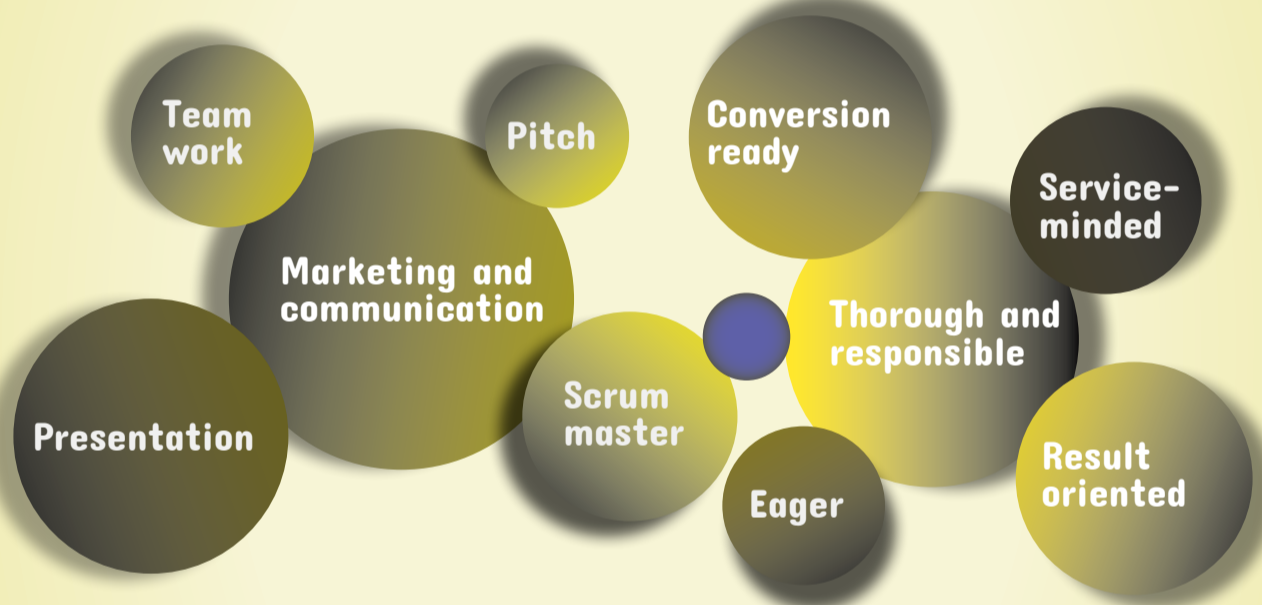 Team
work
Pitch
Conversion
ready
Service-
minded
Marketing and
communication
Thorough and
responsible
Presentation
Scrum
master
Eager
Result
oriented